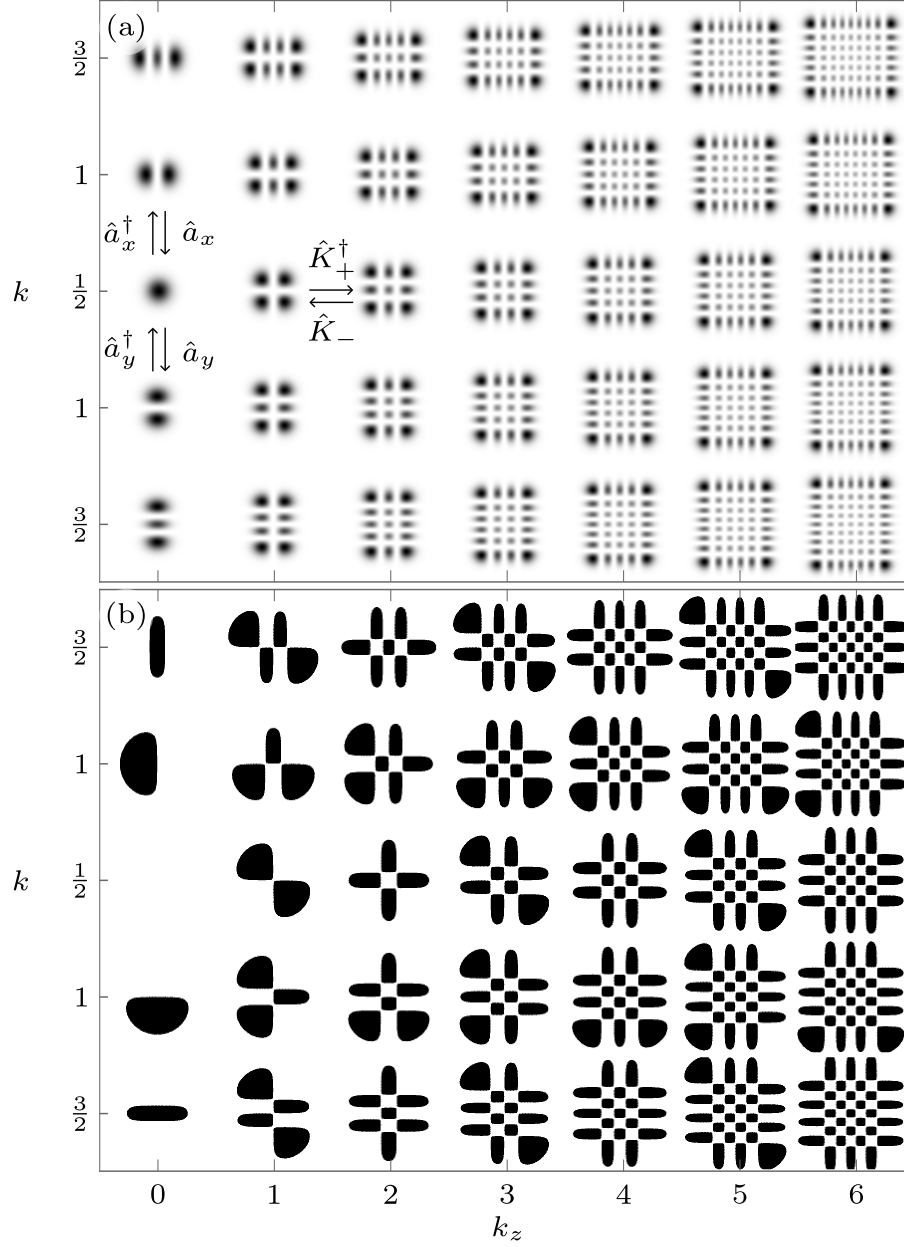 (a)
3/2
1
â_x^† â_x
k 1/2 K̂_+^† K̂_−
â_y^† â_y
1
3/2
(b)
3/2
1
k 1/2
1
3/2
0 1 2 3 4 5 6
k_z